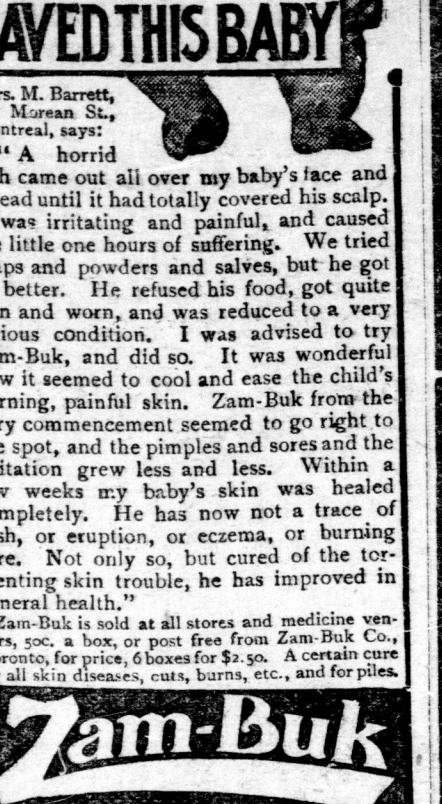 AVED THIS BABY
rs. M. Barrett,
Morean St.,
ntreal, says:
“ A horrid
h came out all over my baby's face and
ead until it had totally covered his scalp.
was irritating and painful, and caused
e little one hours of suffering. We tried
aps and powders and salves, but he got
better. He refused his food, got quite
n and worn, and was reduced to a very
ious condition. I was advised to try
m-Buk, and did so. It was wonderful
w it seemed to cool and ease the child's
rning, painful skin. Zam-Buk from the
ry commencement seemed to go right to
e spot, and the pimples and sores and the
itation grew less and less. Within a
w weeks my baby's skin was healed
mpletely. He has now not a trace of
sh, or eruption, or eczema, or burning
re. Not only so, but cured of the tor-
enting skin trouble, he has improved in
neral health.”
Zam-Buk is sold at all stores and medicine ven-
rs, 50c. a box, or post free from Zam-Buk Co.,
ronto, for price, 6 boxes for $2.50. A certain cure
all skin diseases, cuts, burns, etc., and for piles.
Zam-Buk